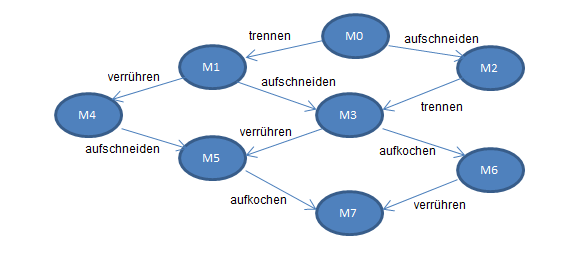 M0
trennen
aufschneiden
M1
M2
verrühren
aufschneiden
trennen
M4
M3
verrühren
aufschneiden
aufkochen
M5
M6
aufkochen
verrühren
M7